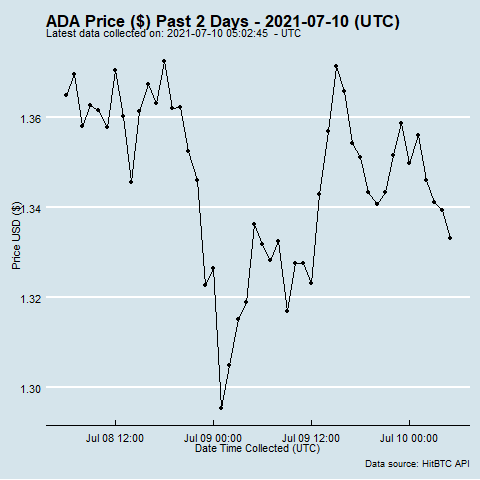 ADA Price ($) Past 2 Days - 2021-07-10 (UTC)
Latest data collected on: 2021-07-10 05:02:45 - UTC
Price USD ($)
1.36
1.34
1.32
1.30
Jul 08 12:00 Jul 09 00:00 Jul 09 12:00 Jul 10 00:00
Date Time Collected (UTC)
Data source: HitBTC API